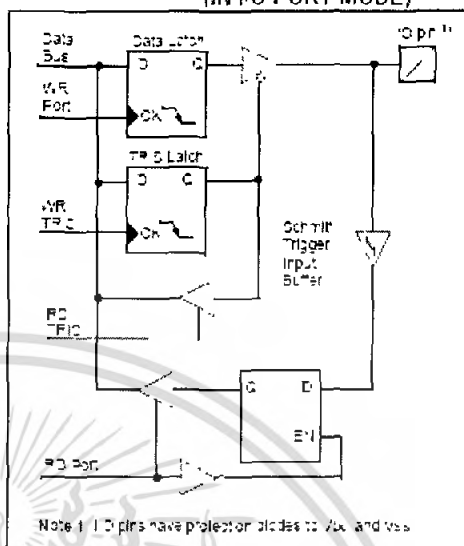 (IN I/O PORT MODE)
Data Bus
Data Latch
I/O pin(1)
D Q
WR Port
CK
TRIS Latch
D Q
WR TRIS
CK
Schmitt Trigger Input Buffer
RD TRIS
Q D
EN
RD Port
Note 1: I/O pins have protection diodes to VDD and VSS